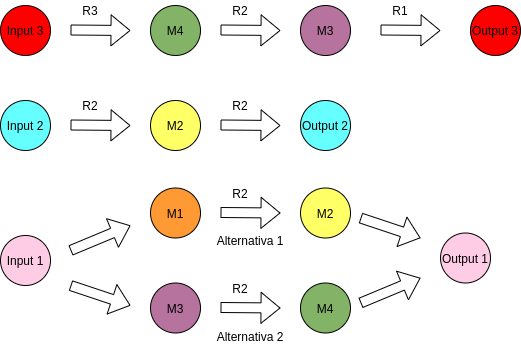 R3
R2
R1
Input 3
M4
M3
Output 3
R2
R2
Input 2
M2
Output 2
R2
M1
M2
Alternativa 1
Input 1
Output 1
R2
M3
M4
Alternativa 2